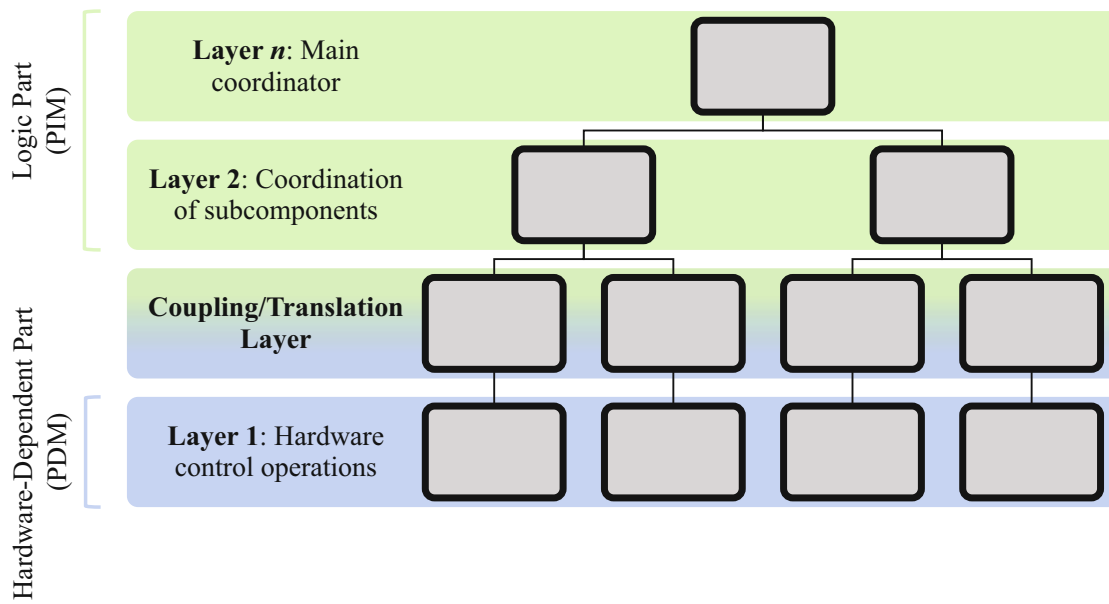 Logic Part
(PIM)
Layer n: Main
coordinator
Layer 2: Coordination
of subcomponents
Coupling/Translation
Layer
Hardware-Dependent Part
(PDM)
Layer 1: Hardware
control operations